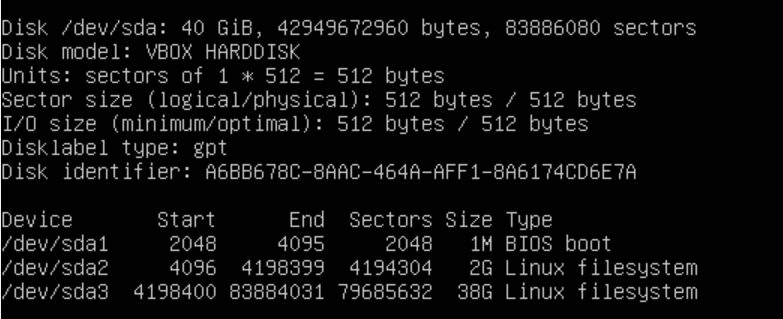 Disk /dev/sda: 40 GiB, 42949672960 bytes, 83886080 sectors
Disk model: VBOX HARDDISK
Units: sectors of 1 * 512 = 512 bytes
Sector size (logical/physical): 512 bytes / 512 bytes
I/O size (minimum/optimal): 512 bytes / 512 bytes
Disklabel type: gpt
Disk identifier: A6BB678C-8AAC-464A-AFF1-8A6174CD6E7A

Device       Start      End  Sectors Size Type
/dev/sda1     2048     4095     2048   1M BIOS boot
/dev/sda2     4096  4198399  4194304   2G Linux filesystem
/dev/sda3  4198400 83884031 79685632  38G Linux filesystem